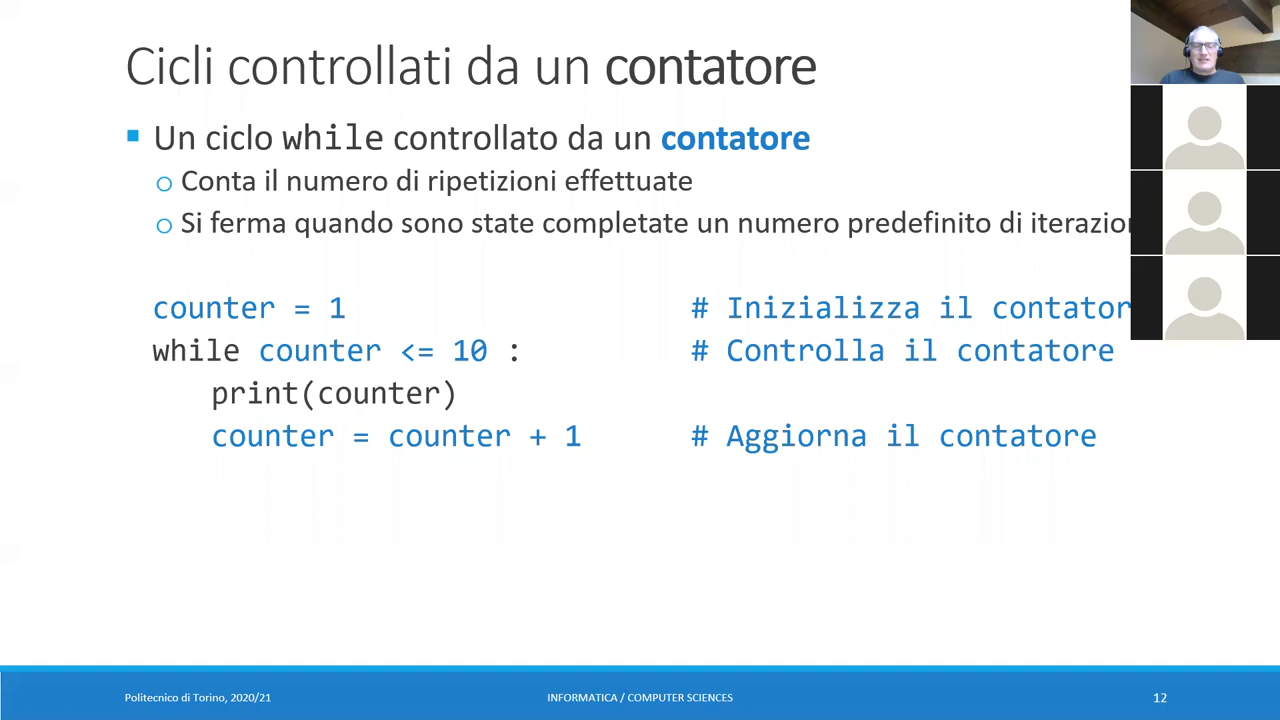 Cicli controllati da un contatore
Un ciclo while controllato da un contatore
Conta il numero di ripetizioni effettuate
Si ferma quando sono state completate un numero predefinito di
counter = 1 # Inizializza il
while counter <= 10 : # Controlla il contatore
print(counter)
counter = counter + 1 # Aggiorna il contatore
Politecnico di Torino, 2020/21 INFORMATICA / COMPUTER SCIENCES 12